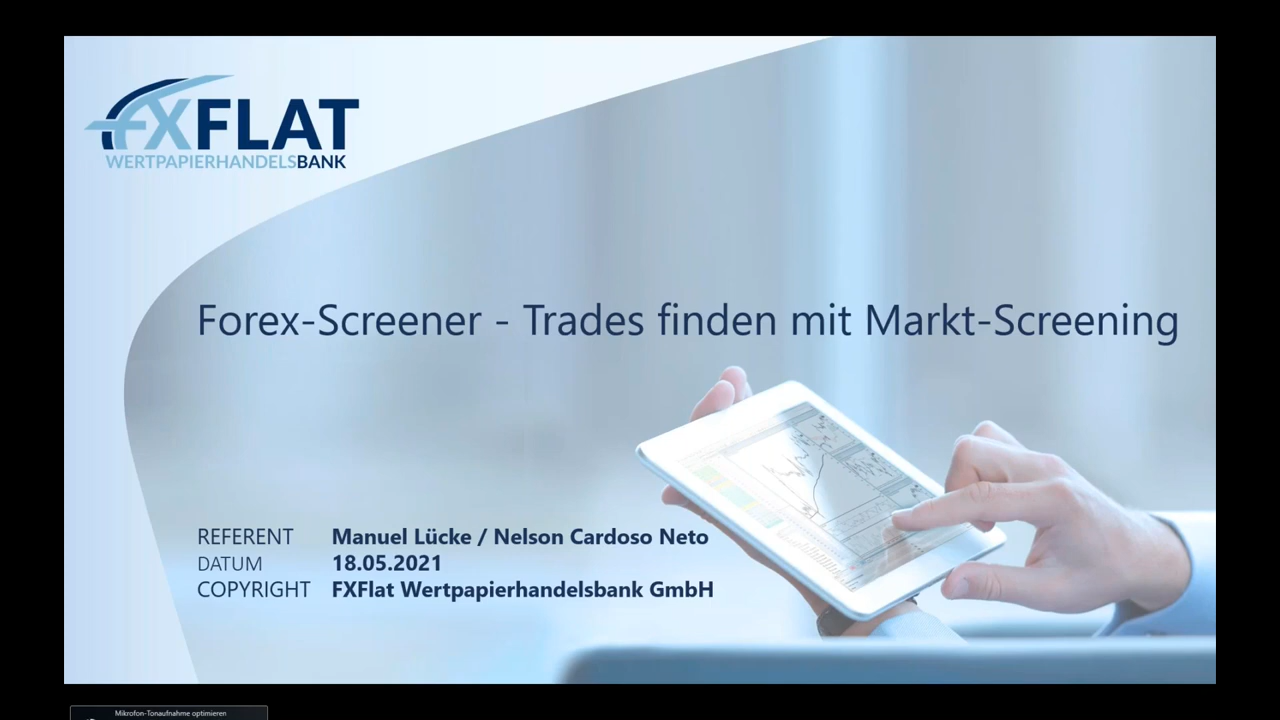 FXFLAT
WERTPAPIERHANDELSBANK
Forex-Screener - Trades finden mit Markt-Screening
REFERENT Manuel Lücke / Nelson Cardoso Neto
DATUM 18.05.2021
COPYRIGHT FXFlat Wertpapierhandelsbank GmbH
Mikrofon-Tonaufnahme optimieren